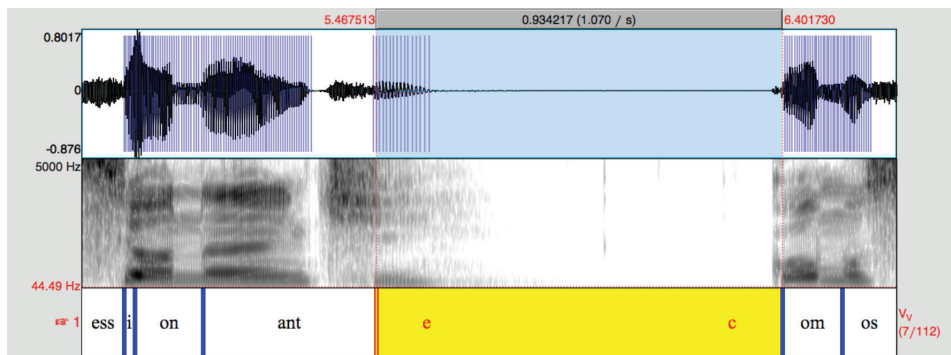 5.467513 0.934217 (1.070 / s) 6.401730
0.8017
0
-0.876
5000 Hz
44.49 Hz
☞ 1 ess i on ant e c om os V_V
(7/112)